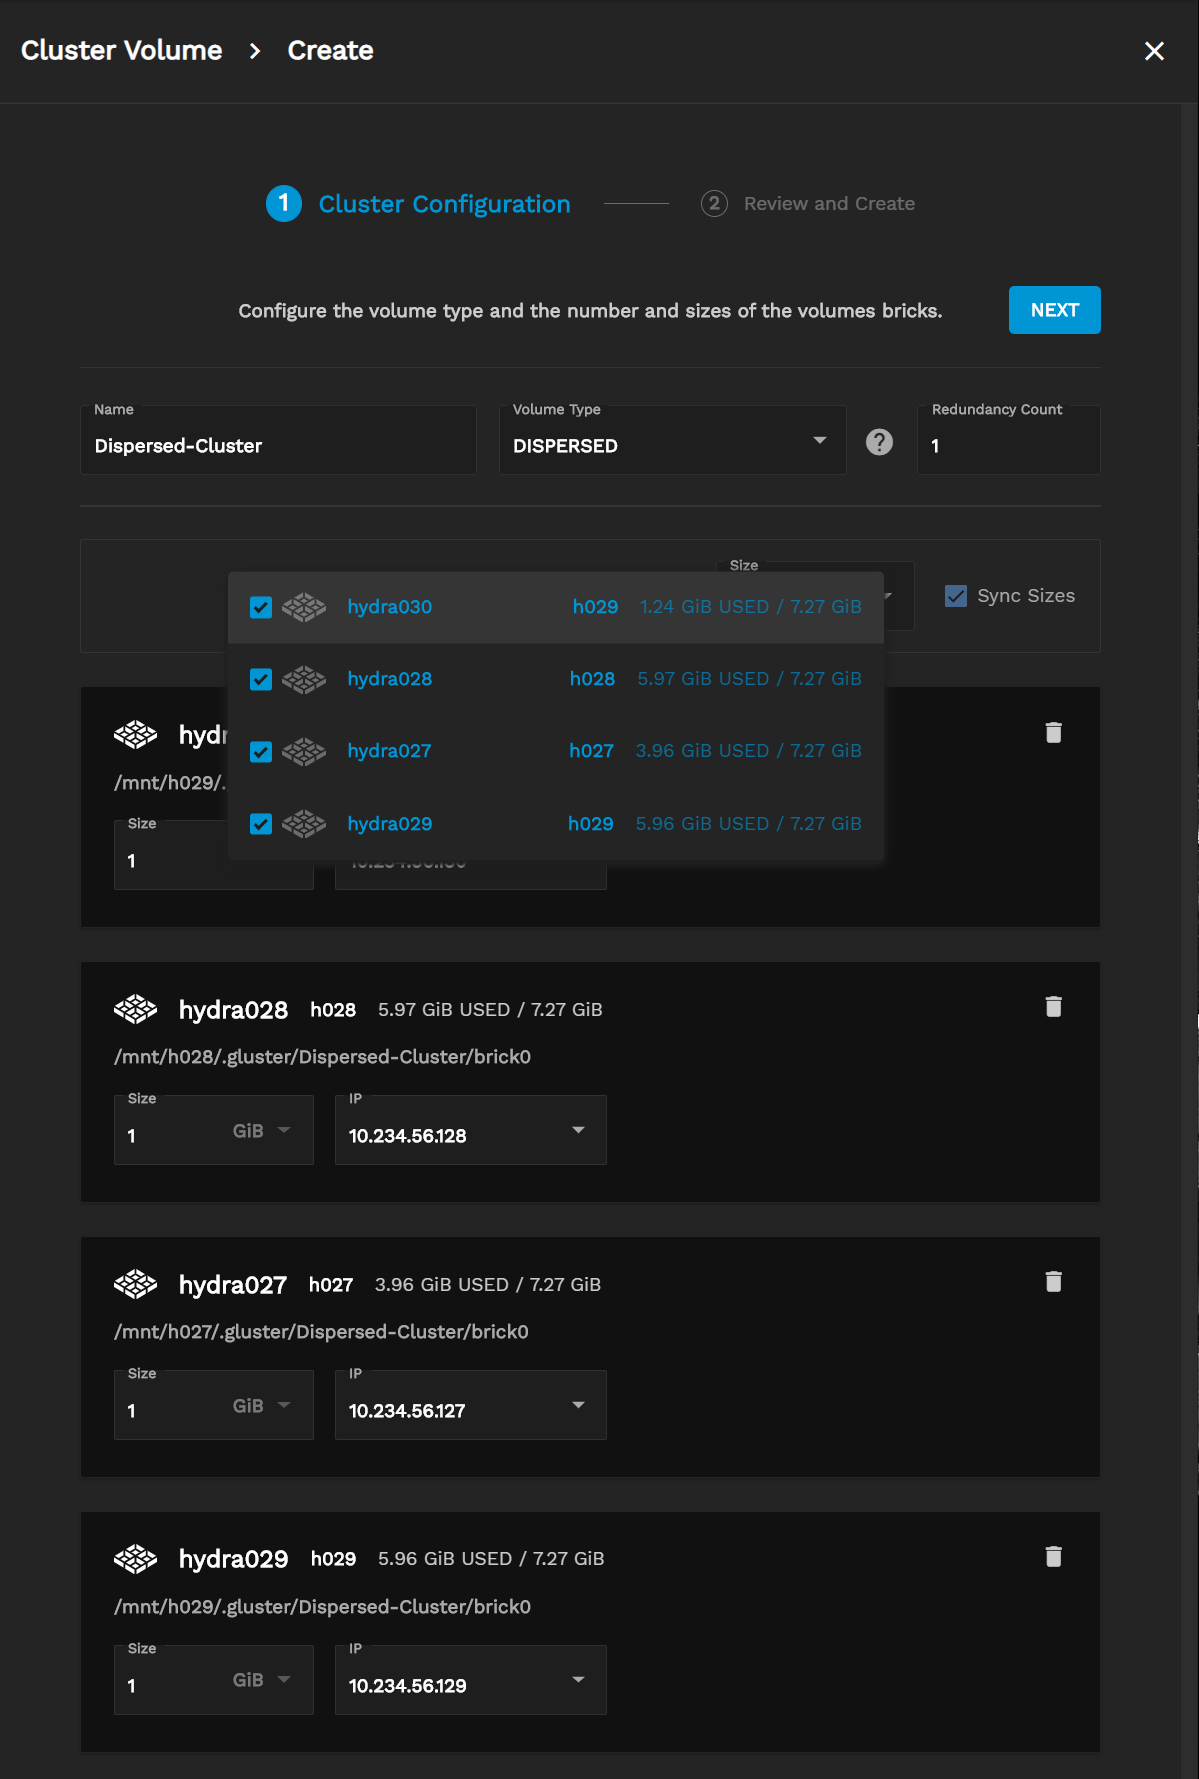 Cluster Volume > Create
1 Cluster Configuration
2 Review and Create
Configure the volume type and the number and sizes of the volumes bricks.
NEXT
Name
Dispersed-Cluster
Volume Type
DISPERSED
?
Redundancy Count
1
Size
Sync Sizes
hydra030 h029 1.24 GiB USED / 7.27 GiB
hydra028 h028 5.97 GiB USED / 7.27 GiB
hydra027 h027 3.96 GiB USED / 7.27 GiB
hydra029 h029 5.96 GiB USED / 7.27 GiB
hydr
/mnt/h029/.
Size
1
hydra028 h028 5.97 GiB USED / 7.27 GiB
/mnt/h028/.gluster/Dispersed-Cluster/brick0
Size
1 GiB
IP
10.234.56.128
hydra027 h027 3.96 GiB USED / 7.27 GiB
/mnt/h027/.gluster/Dispersed-Cluster/brick0
Size
1 GiB
IP
10.234.56.127
hydra029 h029 5.96 GiB USED / 7.27 GiB
/mnt/h029/.gluster/Dispersed-Cluster/brick0
Size
1 GiB
IP
10.234.56.129